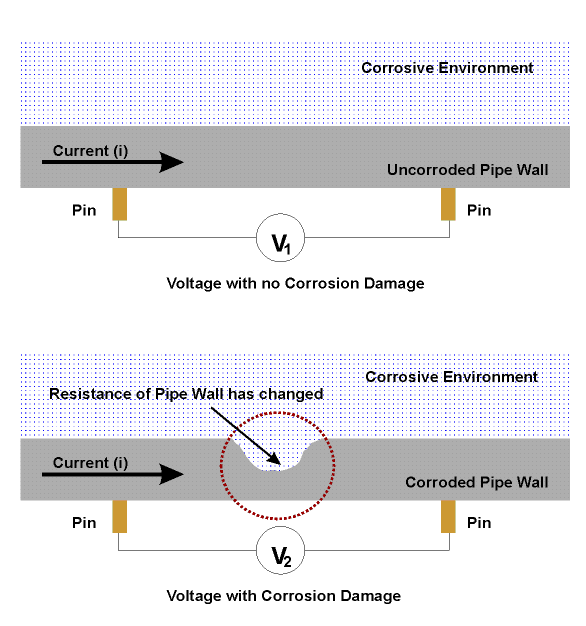 Corrosive Environment
Current (i)
Uncorroded Pipe Wall
Pin
Pin
V1
Voltage with no Corrosion Damage
Corrosive Environment
Resistance of Pipe Wall has changed
Current (i)
Corroded Pipe Wall
Pin
Pin
V2
Voltage with Corrosion Damage